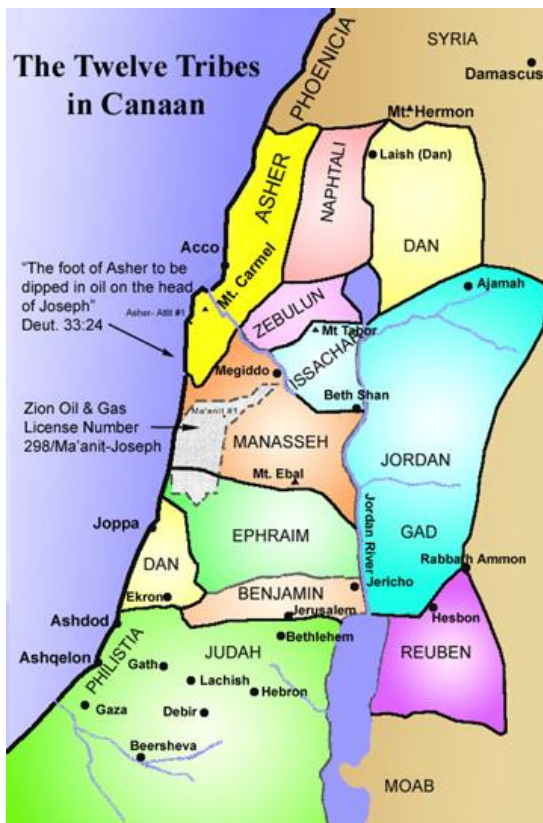 The Twelve Tribes
in Canaan
PHOENICIA
SYRIA
Damascus
Mt. Hermon
Laish (Dan)
ASHER
NAPHTALI
DAN
Acco
Mt. Carmel
"The foot of Asher to be
dipped in oil on the head
of Joseph"
Deut. 33:24
Asher- Atlit #1
ZEBULUN
Ajamah
Mt Tabor
ISSACHAR
Megiddo
Beth Shan
Zion Oil & Gas
License Number
298/Ma'anit-Joseph
Ma'anit #1
MANASSEH
Mt. Ebal
JORDAN
Joppa
EPHRAIM
Jordan River
GAD
DAN
Rabbath Ammon
Ekron
BENJAMIN
Jericho
Jerusalem
Hesbon
Ashdod
Bethlehem
REUBEN
Ashqelon
PHILISTIA
JUDAH
Gath
Lachish
Hebron
Gaza
Debir
Beersheva
MOAB